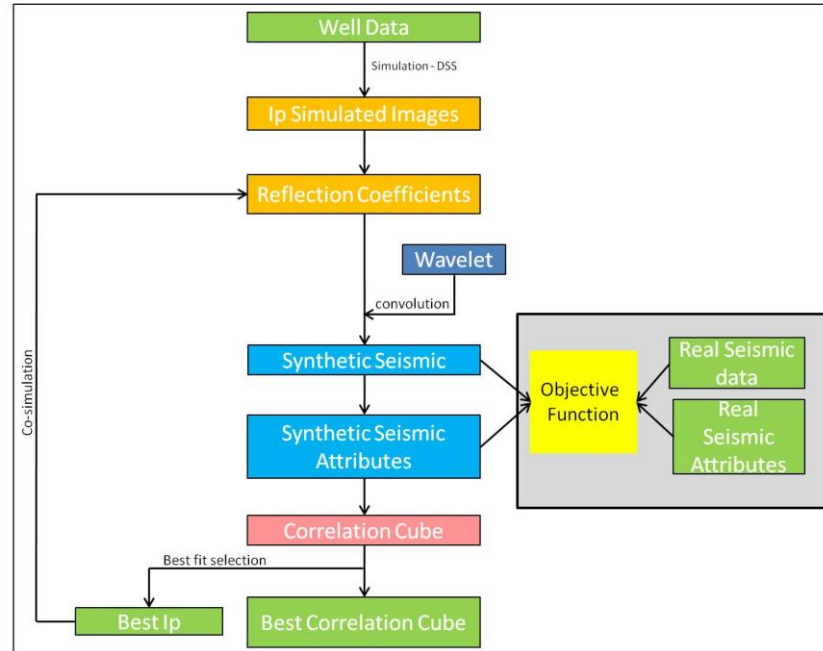 Well Data
Simulation - DSS
Ip Simulated Images
Reflection Coefficients
Wavelet
convolution
Synthetic Seismic
Synthetic Seismic
Attributes
Objective
Function
Real Seismic
data
Real
Seismic
Attributes
Co-simulation
Correlation Cube
Best fit selection
Best Ip
Best Correlation Cube